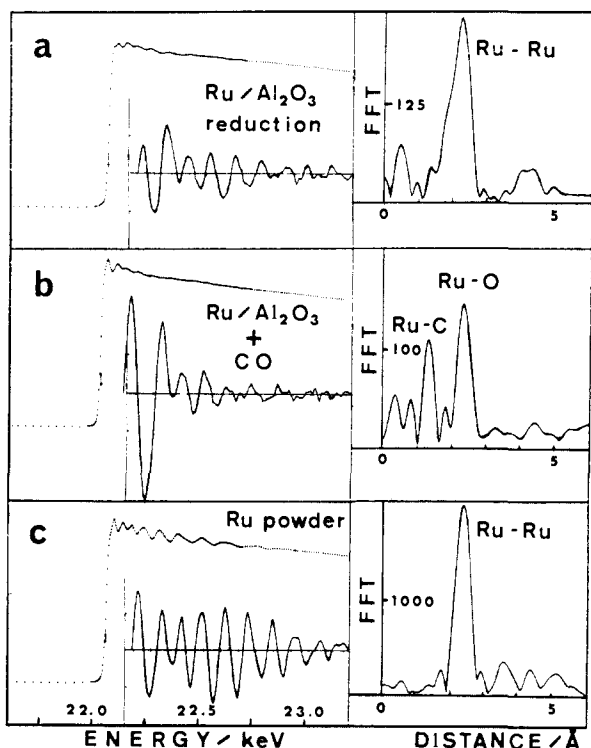 a
Ru/Al₂O₃
reduction
Ru - Ru
FFT
125
0
5
b
Ru/Al₂O₃
+
CO
Ru-O
Ru-C
FFT
100
0
5
c
Ru powder
Ru-Ru
FFT
1000
22.0
22.5
23.0
0
5
ENERGY/keV
DISTANCE/Å